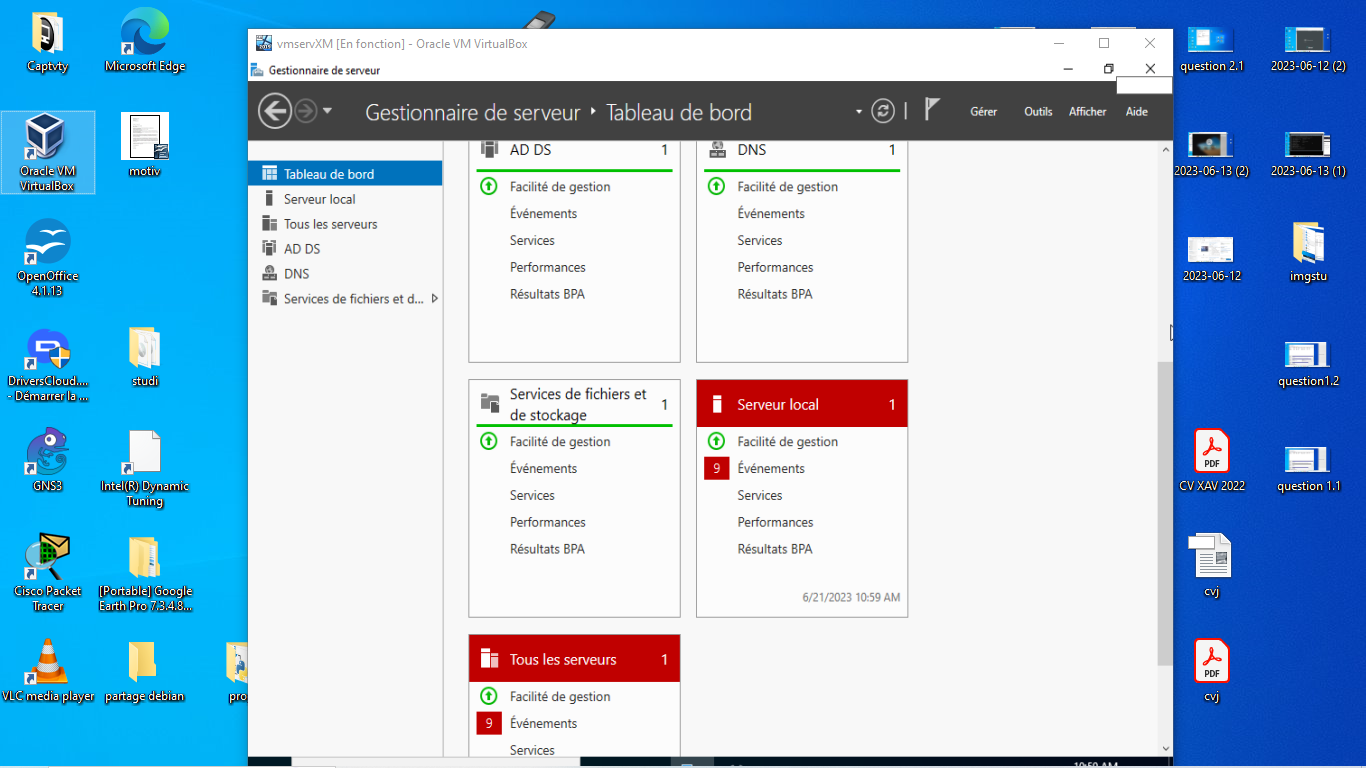 vmservXM [En fonction] - Oracle VM VirtualBox
Gestionnaire de serveur
Gestionnaire de serveur
Tableau de bord
Gérer
Outils
Afficher
Aide
Tableau de bord
Serveur local
Tous les serveurs
AD DS
DNS
Services de fichiers et d...
AD DS 1
Facilité de gestion
Événements
Services
Performances
Résultats BPA
DNS 1
Facilité de gestion
Événements
Services
Performances
Résultats BPA
Services de fichiers et
de stockage
1
Facilité de gestion
Événements
Services
Performances
Résultats BPA
Serveur local 1
Facilité de gestion
9 Événements
Services
Performances
Résultats BPA
6/21/2023 10:59 AM
Tous les serveurs 1
Facilité de gestion
9 Événements
Services
Captvty
Microsoft Edge
Oracle VM
VirtualBox
motiv
OpenOffice
4.1.13
DriversCloud....
- Démarrer la ...
studi
GNS3
Intel(R) Dynamic
Tuning
Cisco Packet
Tracer
[Portable] Google
Earth Pro 7.3.4.8...
VLC media player
partage debian
pro
question 2.1
2023-06-12 (2)
2023-06-13 (2)
2023-06-13 (1)
2023-06-12
imgstu
question1.2
PDF
CV XAV 2022
question 1.1
cvj
PDF
cvj